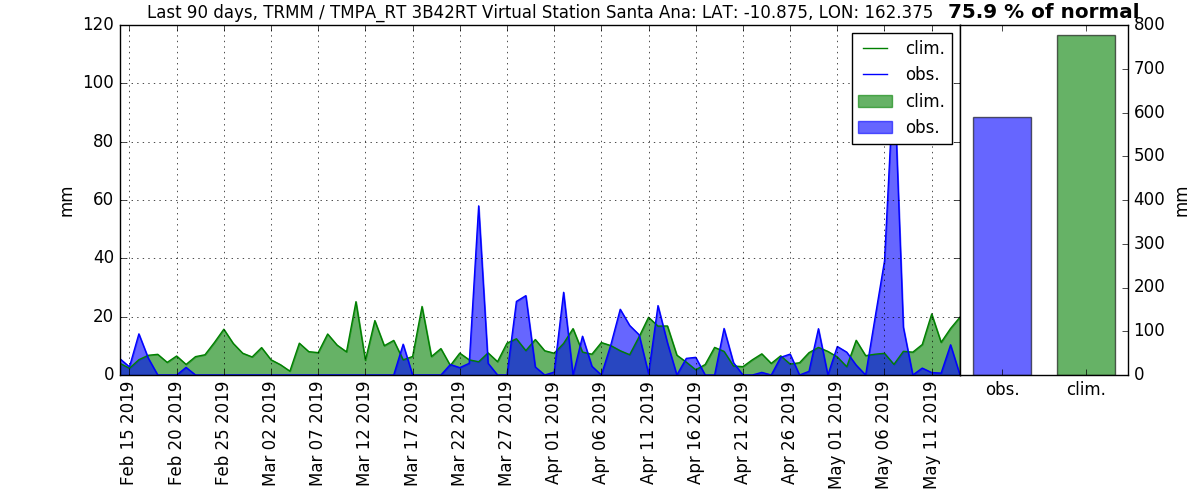 Last 90 days, TRMM / TMPA_RT 3B42RT Virtual Station Santa Ana: LAT: -10.875, LON: 162.375
75.9 % of normal
120
100
80
60
40
20
0
mm
clim.
obs.
clim.
obs.
800
700
600
500
400
300
200
100
0
mm
Feb 15 2019
Feb 20 2019
Feb 25 2019
Mar 02 2019
Mar 07 2019
Mar 12 2019
Mar 17 2019
Mar 22 2019
Mar 27 2019
Apr 01 2019
Apr 06 2019
Apr 11 2019
Apr 16 2019
Apr 21 2019
Apr 26 2019
May 01 2019
May 06 2019
May 11 2019
obs.
clim.